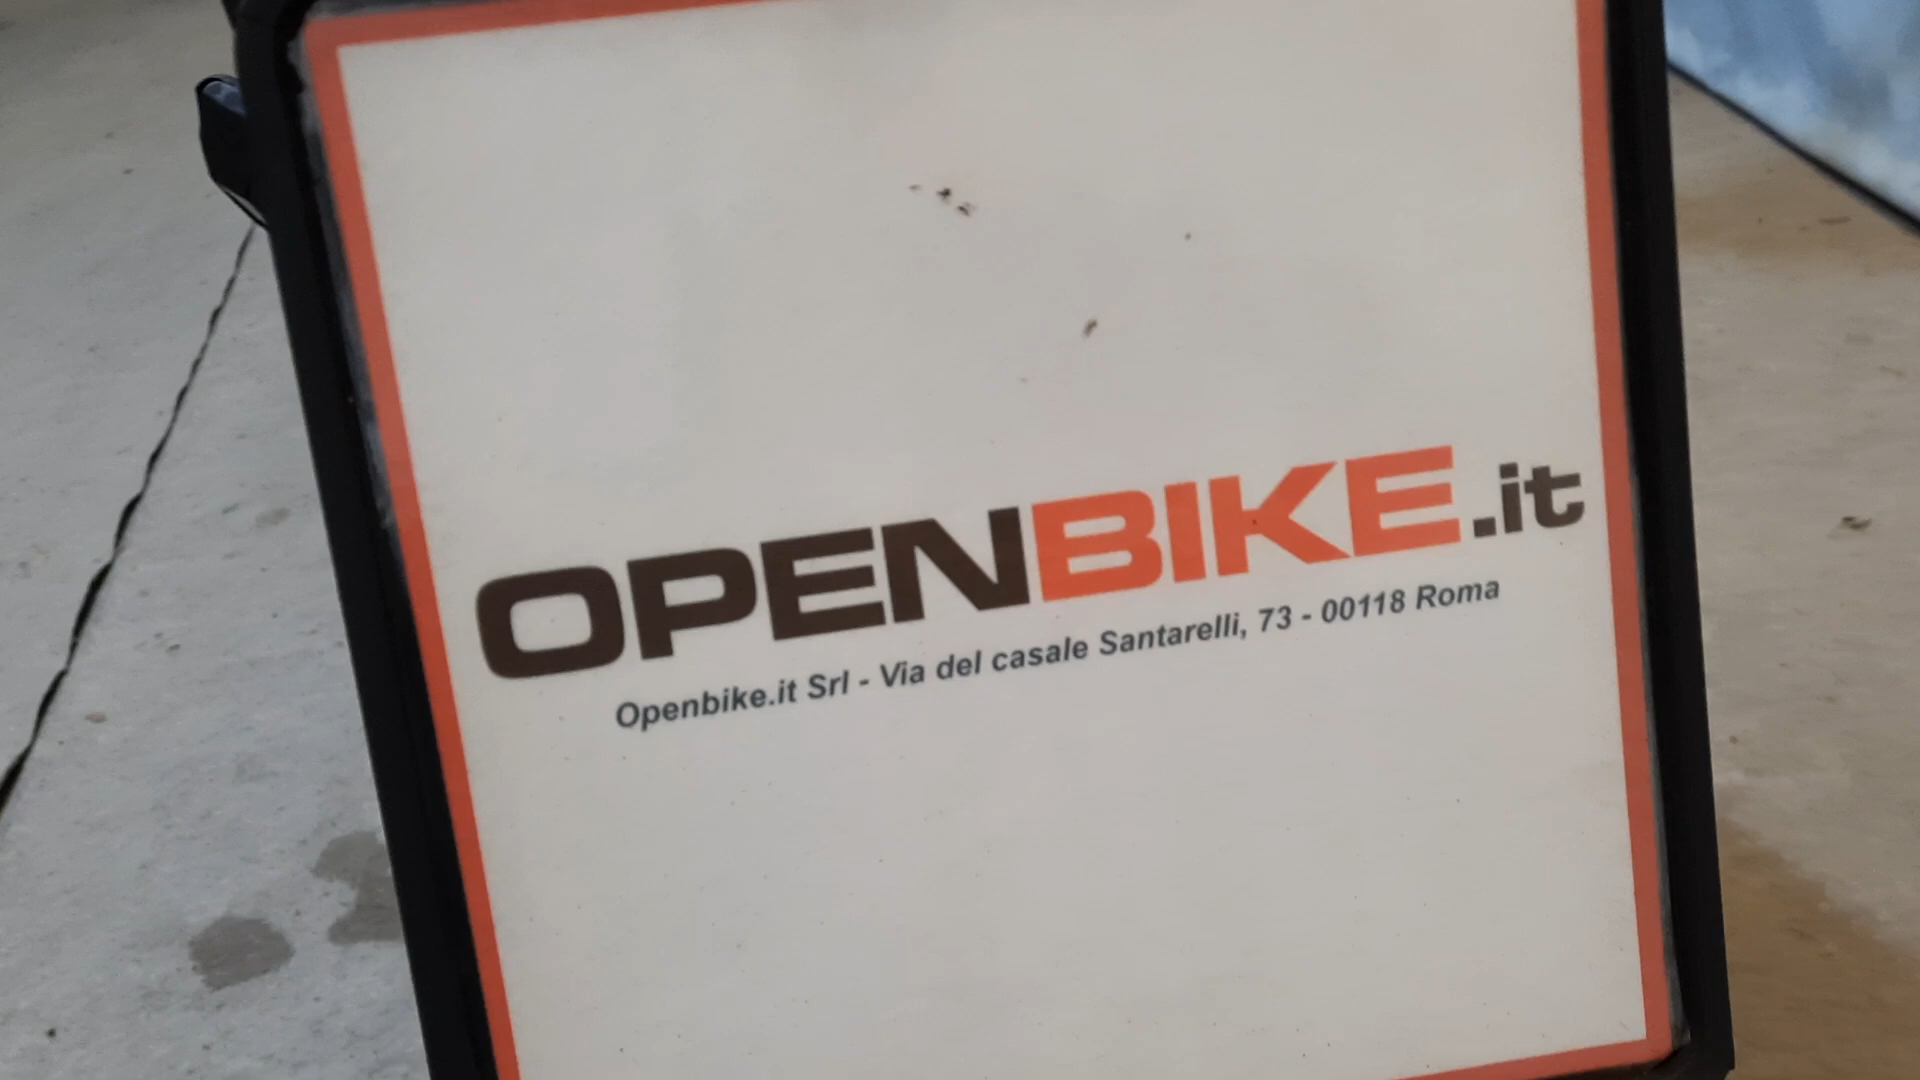 OPENBIKE.it
Openbike.it Srl - Via del casale Santarelli, 73 - 00118 Roma